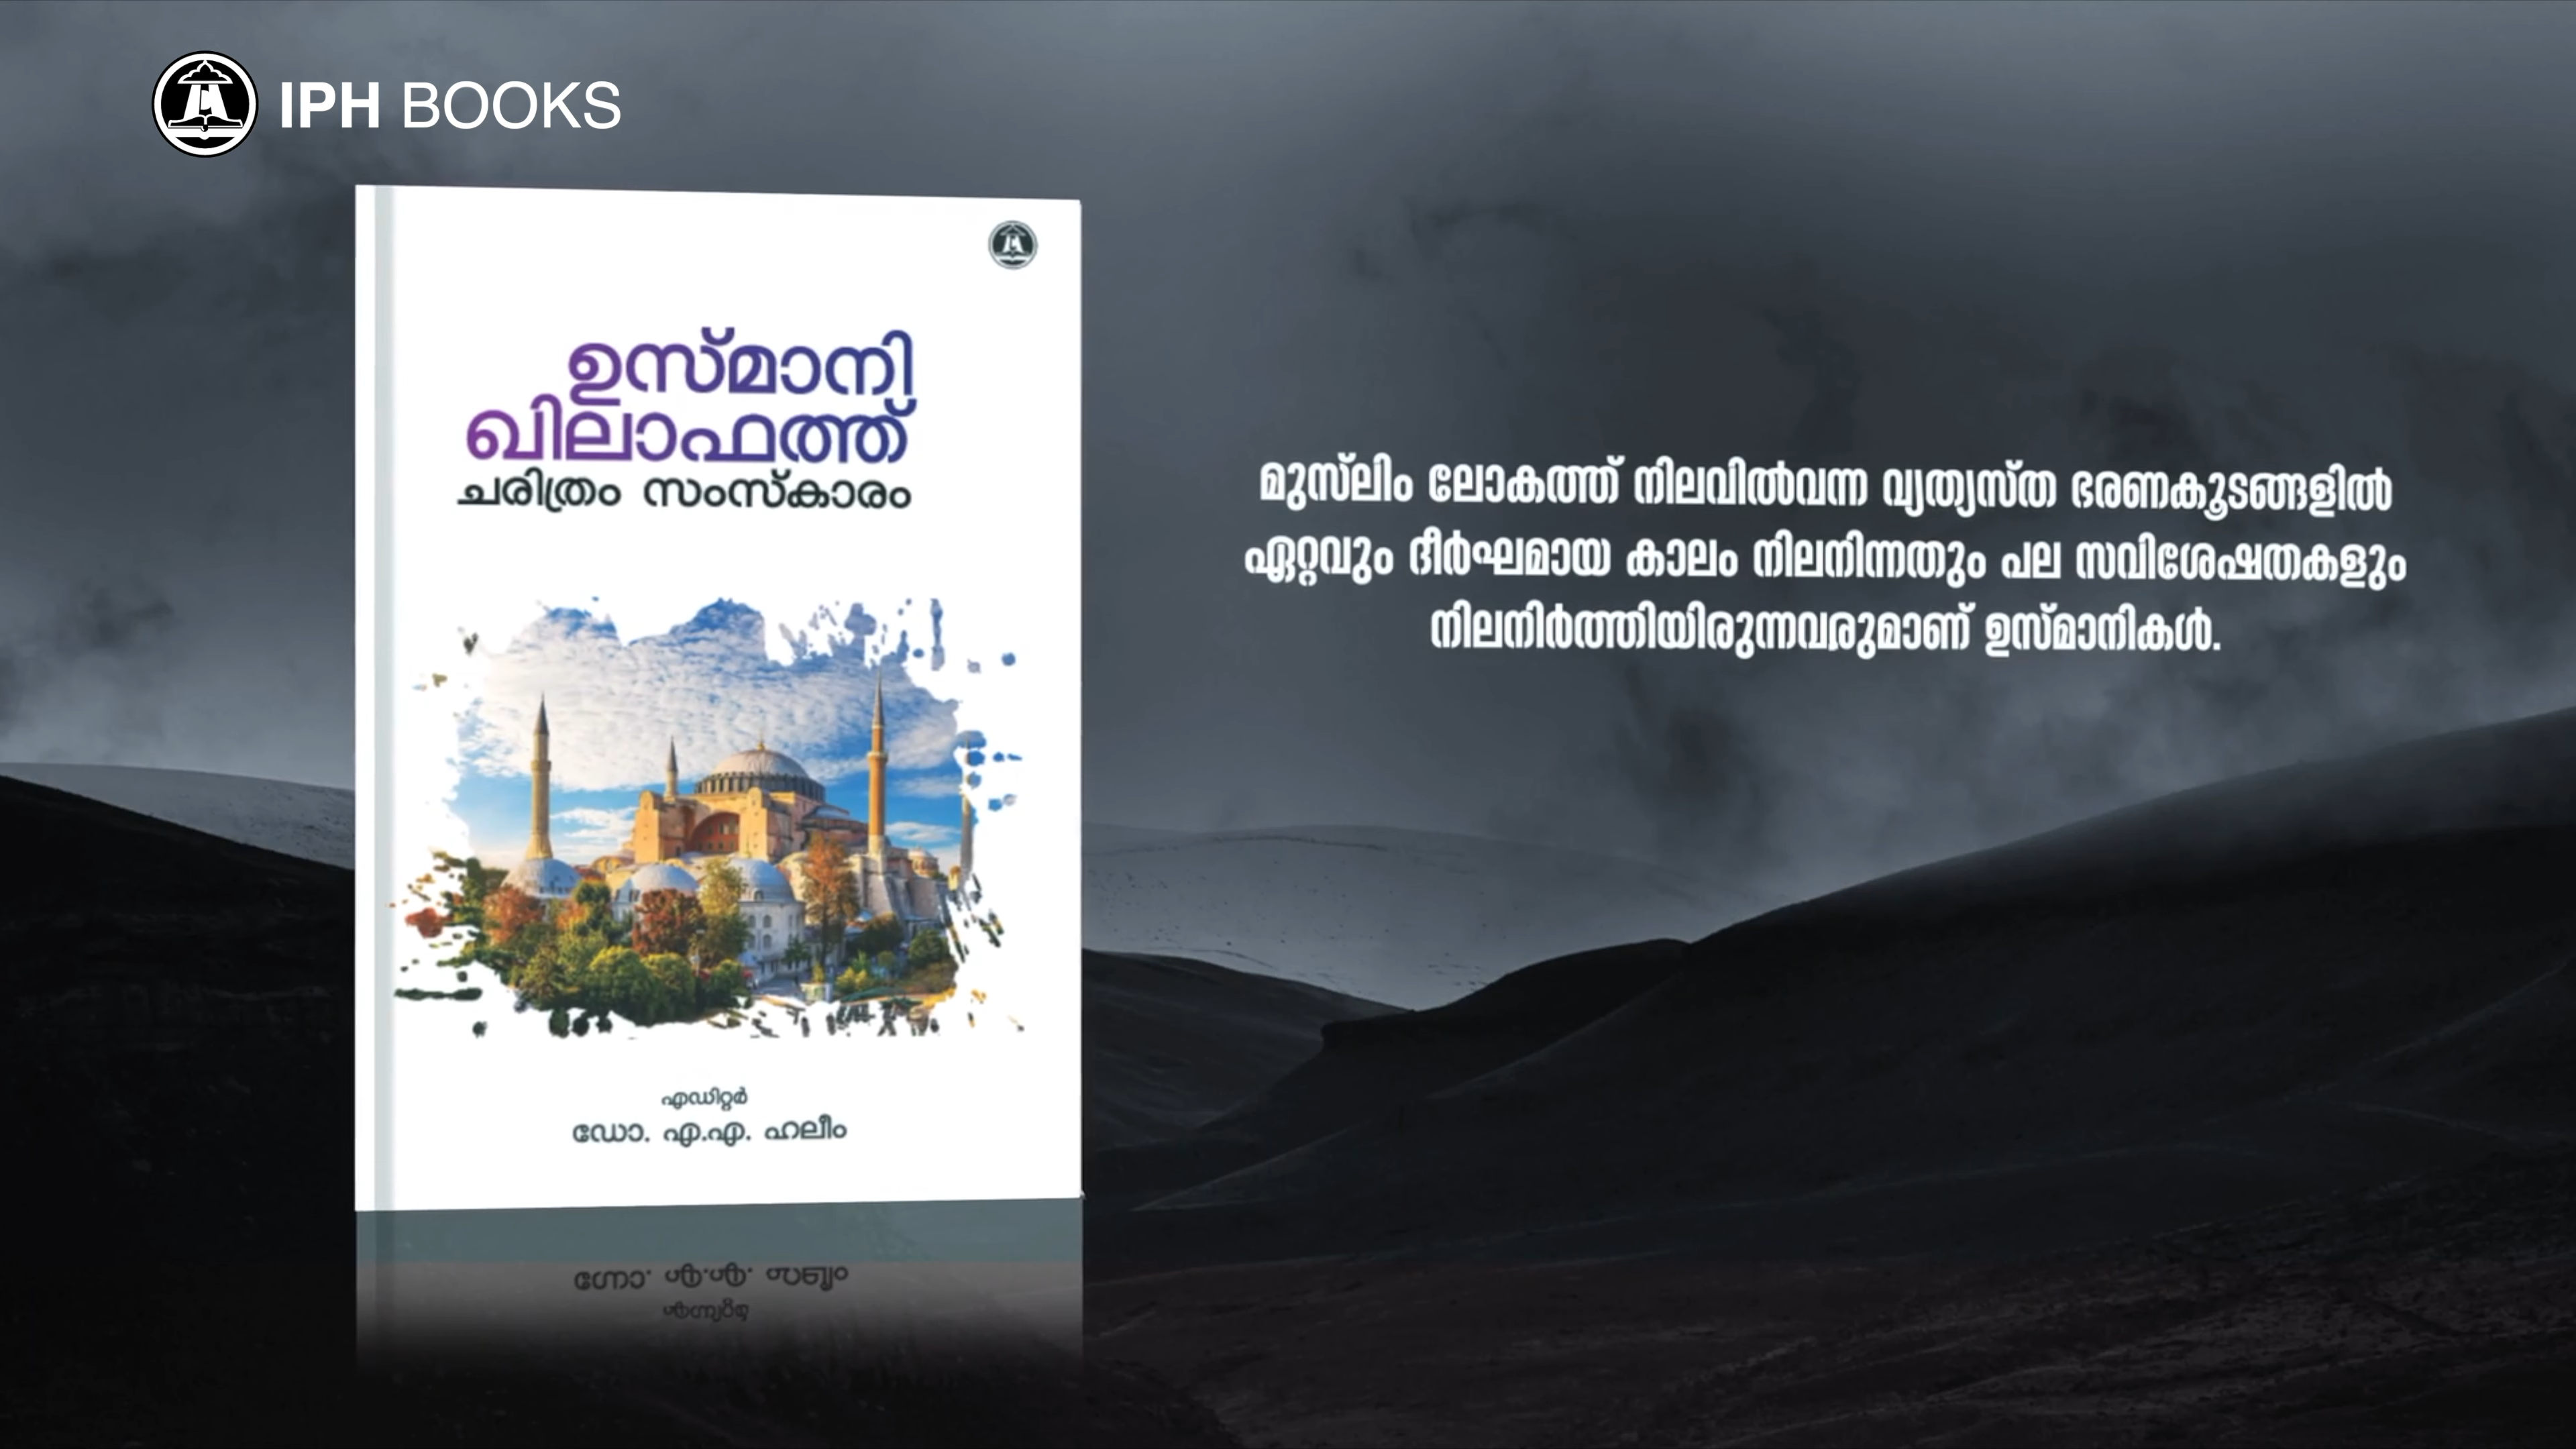 IPH BOOKS
ഉസ്മാനി
ഖിലാഫത്ത്
ചരിത്രം സംസ്കാരം
എഡിറ്റർ
ഡോ. എ.എ. ഹലീം
മുസ്‌ലിം ലോകത്ത് നിലവിൽവന്ന വ്യത്യസ്ത ഭരണകൂടങ്ങളിൽ
ഏറ്റവും ദീർഘമായ കാലം നിലനിന്നതും പല സവിശേഷതകളും
നിലനിർത്തിയിരുന്നവരുമാണ് ഉസ്മാനികൾ.